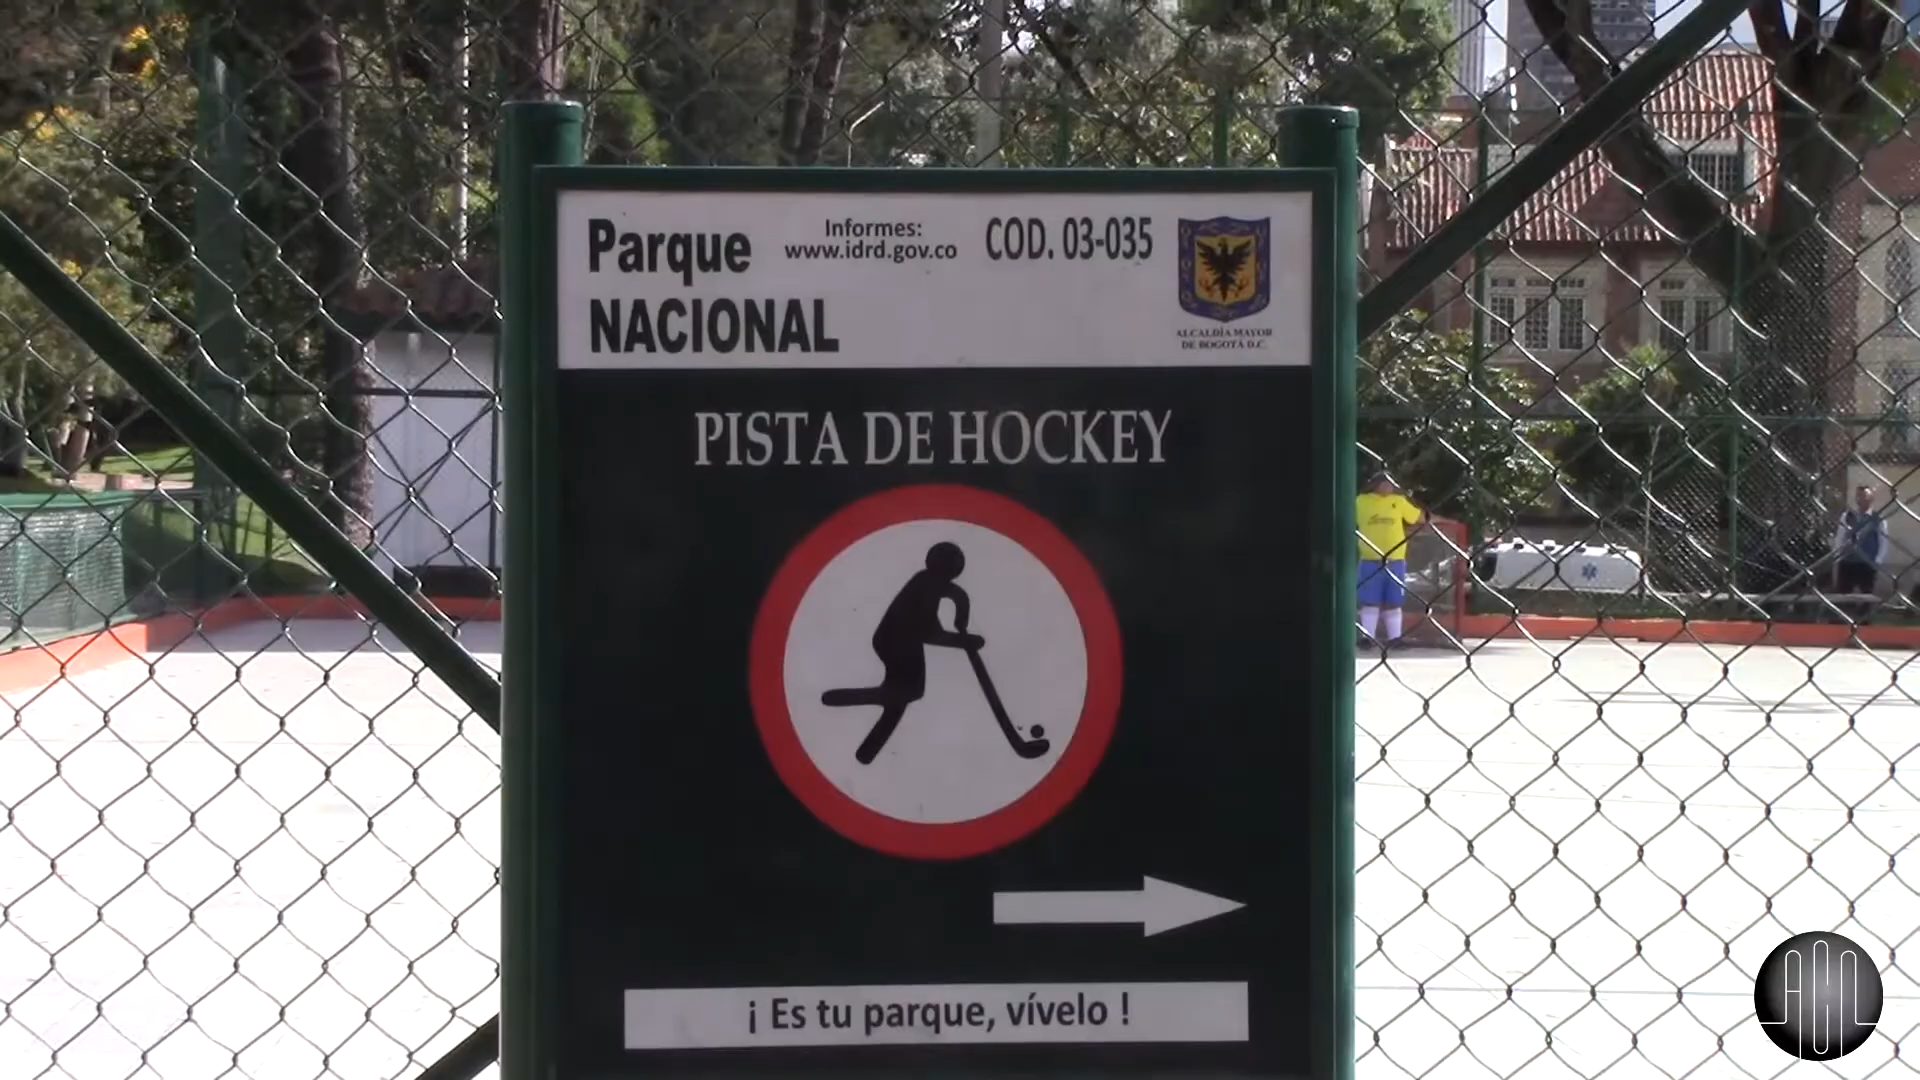 Parque
NACIONAL
Informes:
www.idrd.gov.co
COD. 03-035
ALCALDÍA MAYOR
DE BOGOTÁ D.C.
PISTA DE HOCKEY
¡ Es tu parque, vívelo !